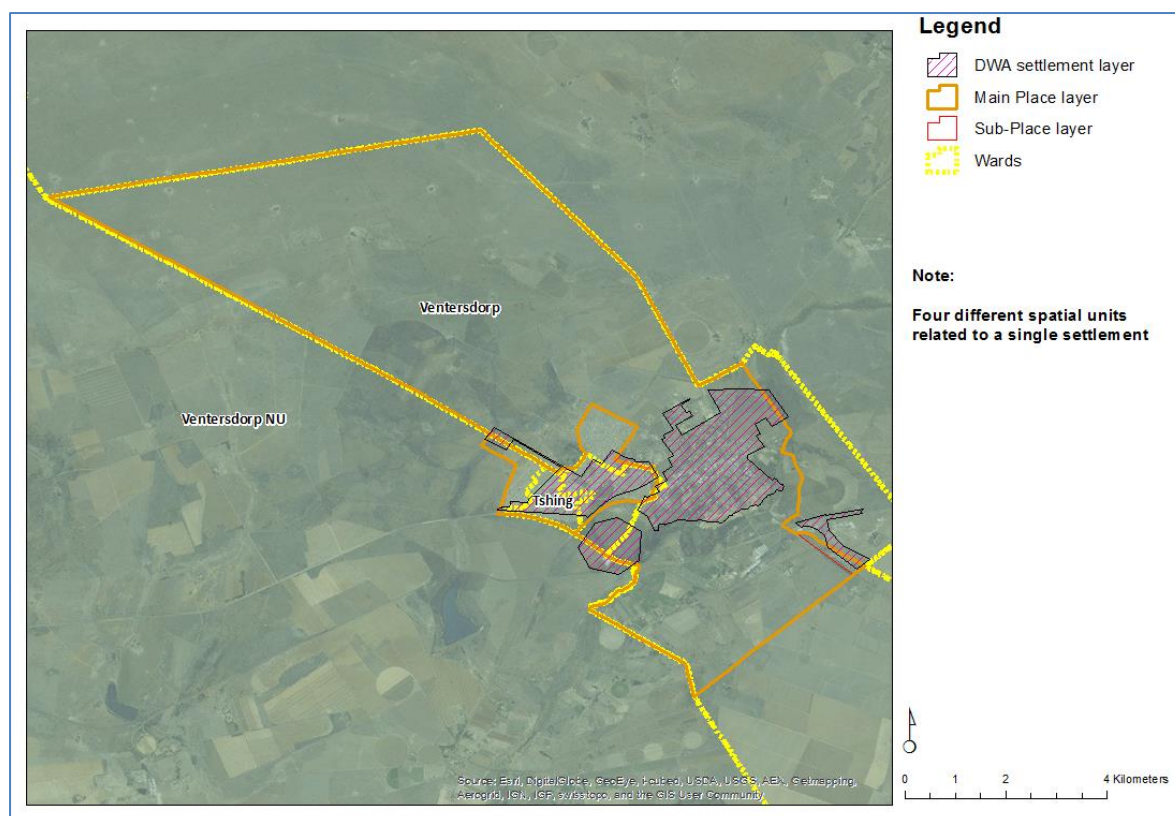 Legend
DWA settlement layer
Main Place layer
Sub-Place layer
Wards
Note:
Four different spatial units
related to a single settlement
Ventersdorp
Ventersdorp NU
Tshing
Source: Esri, DigitalGlobe, GeoEye, i-cubed, USDA, USGS, AEX, Getmapping,
Aerogrid, IGN, IGP, swisstopo, and the GIS User Community
0 1 2 4 Kilometers